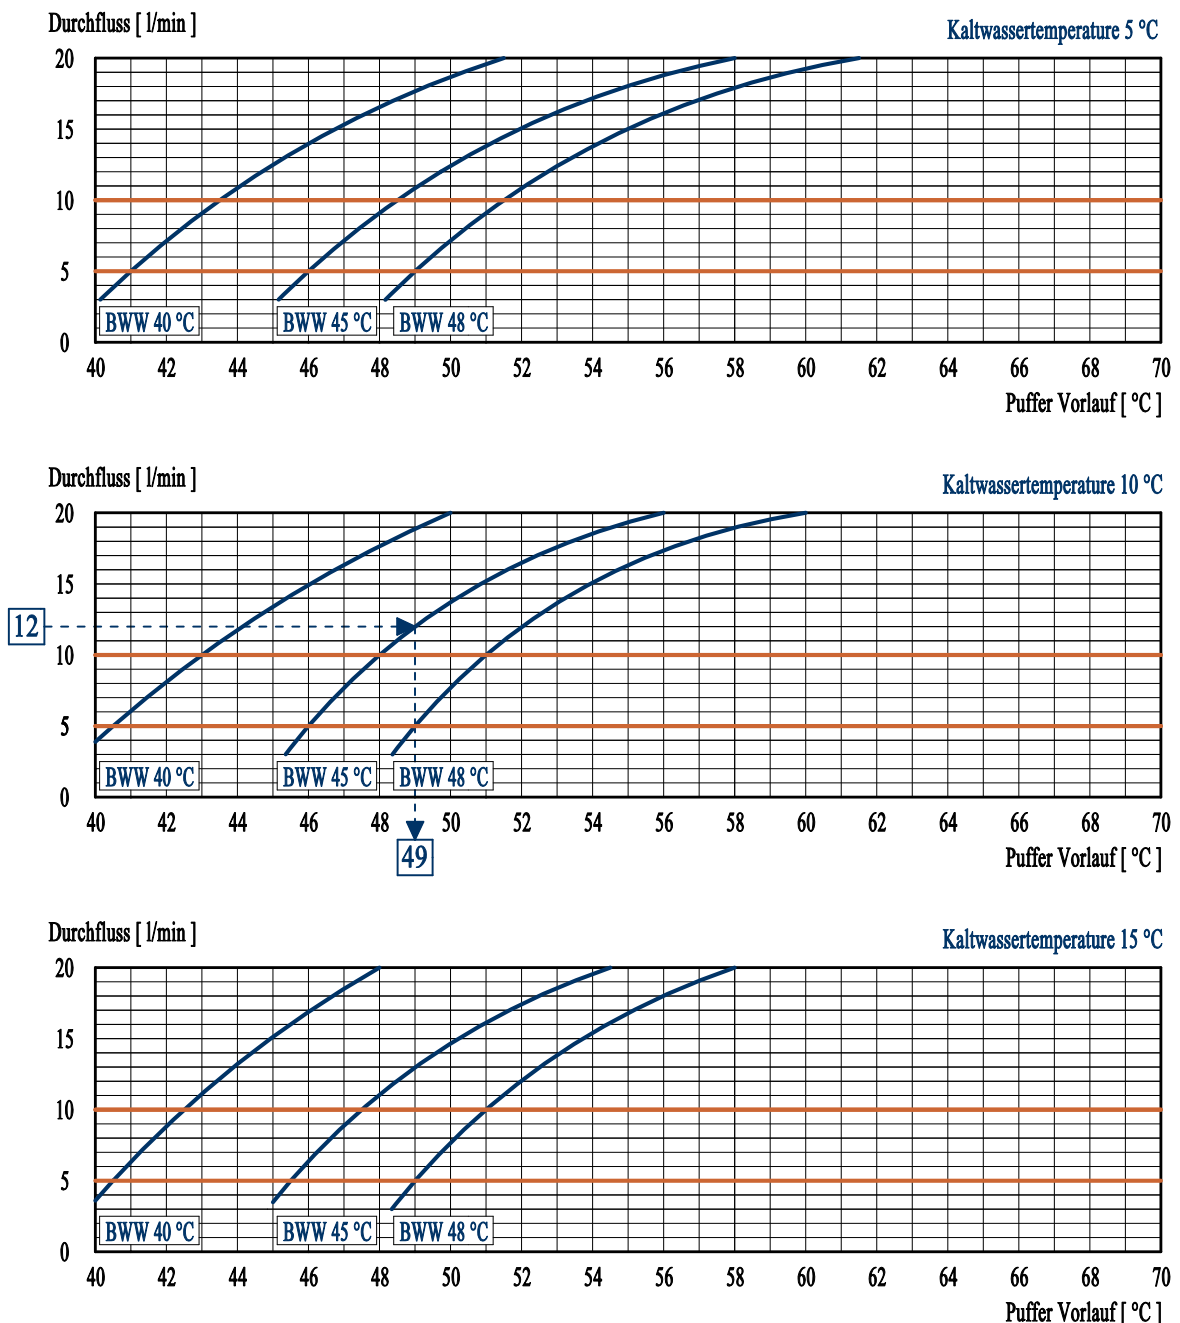 Durchfluss [ l/min ]
Kaltwassertemperature 5 °C
20
15
10
5
0
BWW 40 °C BWW 45 °C BWW 48 °C
40 42 44 46 48 50 52 54 56 58 60 62 64 66 68 70
Puffer Vorlauf [ °C ]
Durchfluss [ l/min ]
Kaltwassertemperature 10 °C
20
15
12
10
5
0
BWW 40 °C BWW 45 °C BWW 48 °C
40 42 44 46 48 50 52 54 56 58 60 62 64 66 68 70
49
Puffer Vorlauf [ °C ]
Durchfluss [ l/min ]
Kaltwassertemperature 15 °C
20
15
10
5
0
BWW 40 °C BWW 45 °C BWW 48 °C
40 42 44 46 48 50 52 54 56 58 60 62 64 66 68 70
Puffer Vorlauf [ °C ]